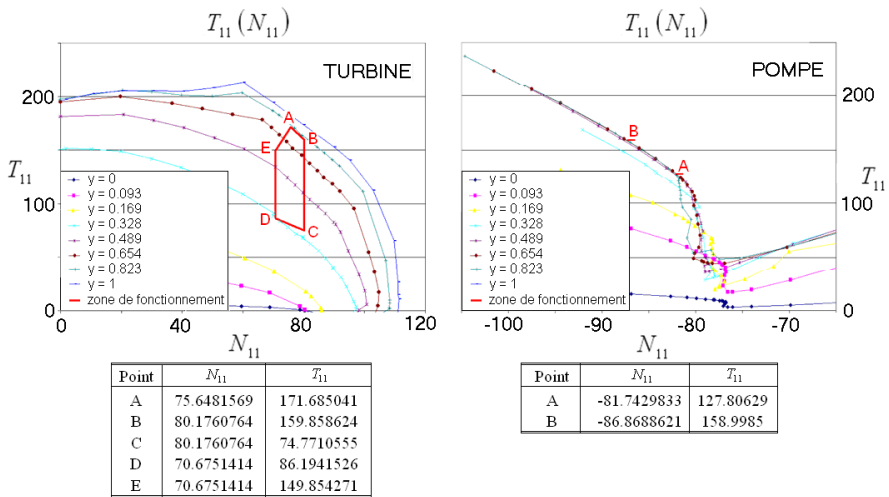 T11 (N11)
TURBINE
200
100
0
T11
A
B
E
D
C
y = 0
y = 0.093
y = 0.169
y = 0.328
y = 0.489
y = 0.654
y = 0.823
y = 1
zone de fonctionnement
0 40 80 120
N11
Point N11 T11
A 75.6481569 171.685041
B 80.1760764 159.858624
C 80.1760764 74.7710555
D 70.6751414 86.1941526
E 70.6751414 149.854271
T11 (N11)
POMPE
B
A
200
T11
100
0
y = 0
y = 0.093
y = 0.169
y = 0.328
y = 0.489
y = 0.654
y = 0.823
y = 1
zone de fonctionnement
-100 -90 -80 -70
N11
Point N11 T11
A -81.7429833 127.80629
B -86.8688621 158.9985